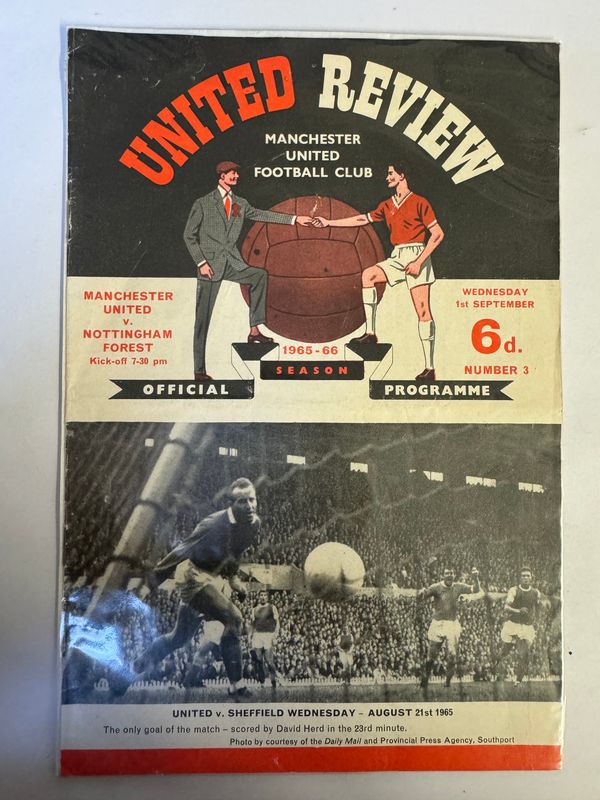 UNITED REVIEW
MANCHESTER
UNITED
FOOTBALL CLUB
MANCHESTER
UNITED
v.
NOTTINGHAM
FOREST
Kick-off 7-30 pm
WEDNESDAY
1st SEPTEMBER
6d.
NUMBER 3
1965-66
SEASON
OFFICIAL
PROGRAMME
UNITED v. SHEFFIELD WEDNESDAY – AUGUST 21st 1965
The only goal of the match – scored by David Herd in the 23rd minute.
Photo by courtesy of the Daily Mail and Provincial Press Agency, Southport